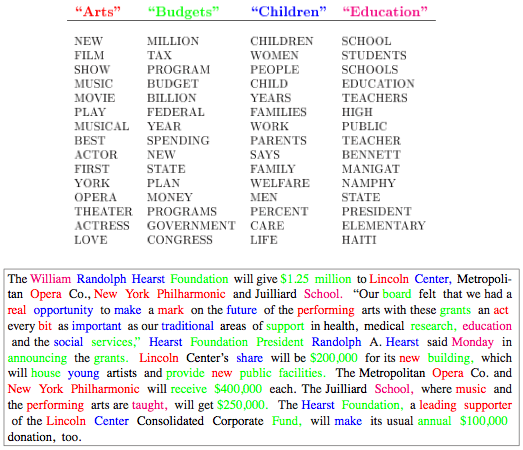 “Arts” “Budgets” “Children” “Education”
NEW MILLION CHILDREN SCHOOL
FILM TAX WOMEN STUDENTS
SHOW PROGRAM PEOPLE SCHOOLS
MUSIC BUDGET CHILD EDUCATION
MOVIE BILLION YEARS TEACHERS
PLAY FEDERAL FAMILIES HIGH
MUSICAL YEAR WORK PUBLIC
BEST SPENDING PARENTS TEACHER
ACTOR NEW SAYS BENNETT
FIRST STATE FAMILY MANIGAT
YORK PLAN WELFARE NAMPHY
OPERA MONEY MEN STATE
THEATER PROGRAMS PERCENT PRESIDENT
ACTRESS GOVERNMENT CARE ELEMENTARY
LOVE CONGRESS LIFE HAITI
The William Randolph Hearst Foundation will give $1.25 million to Lincoln Center, Metropoli-
tan Opera Co., New York Philharmonic and Juilliard School. “Our board felt that we had a
real opportunity to make a mark on the future of the performing arts with these grants an act
every bit as important as our traditional areas of support in health, medical research, education
and the social services,” Hearst Foundation President Randolph A. Hearst said Monday in
announcing the grants. Lincoln Center’s share will be $200,000 for its new building, which
will house young artists and provide new public facilities. The Metropolitan Opera Co. and
New York Philharmonic will receive $400,000 each. The Juilliard School, where music and
the performing arts are taught, will get $250,000. The Hearst Foundation, a leading supporter
of the Lincoln Center Consolidated Corporate Fund, will make its usual annual $100,000
donation, too.